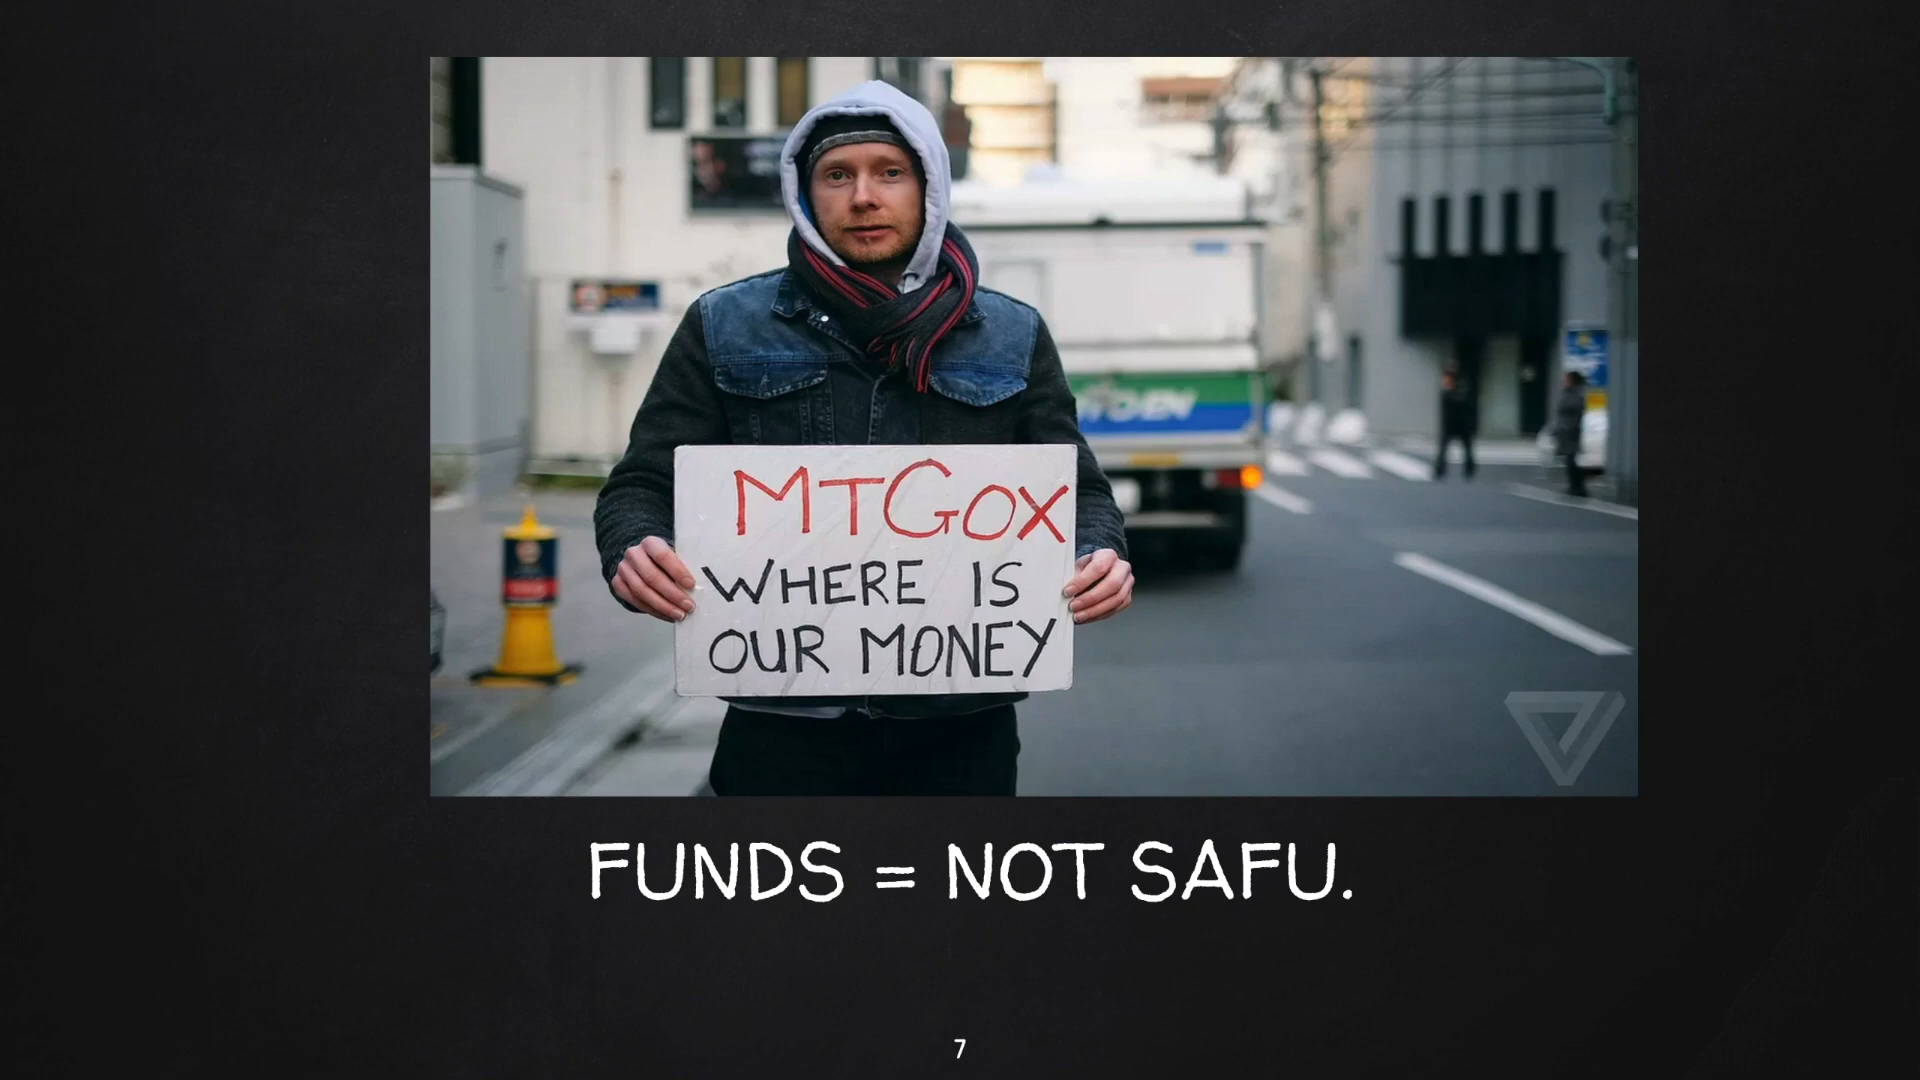 MTGOX
WHERE IS
OUR MONEY
FUNDS = NOT SAFU.
7